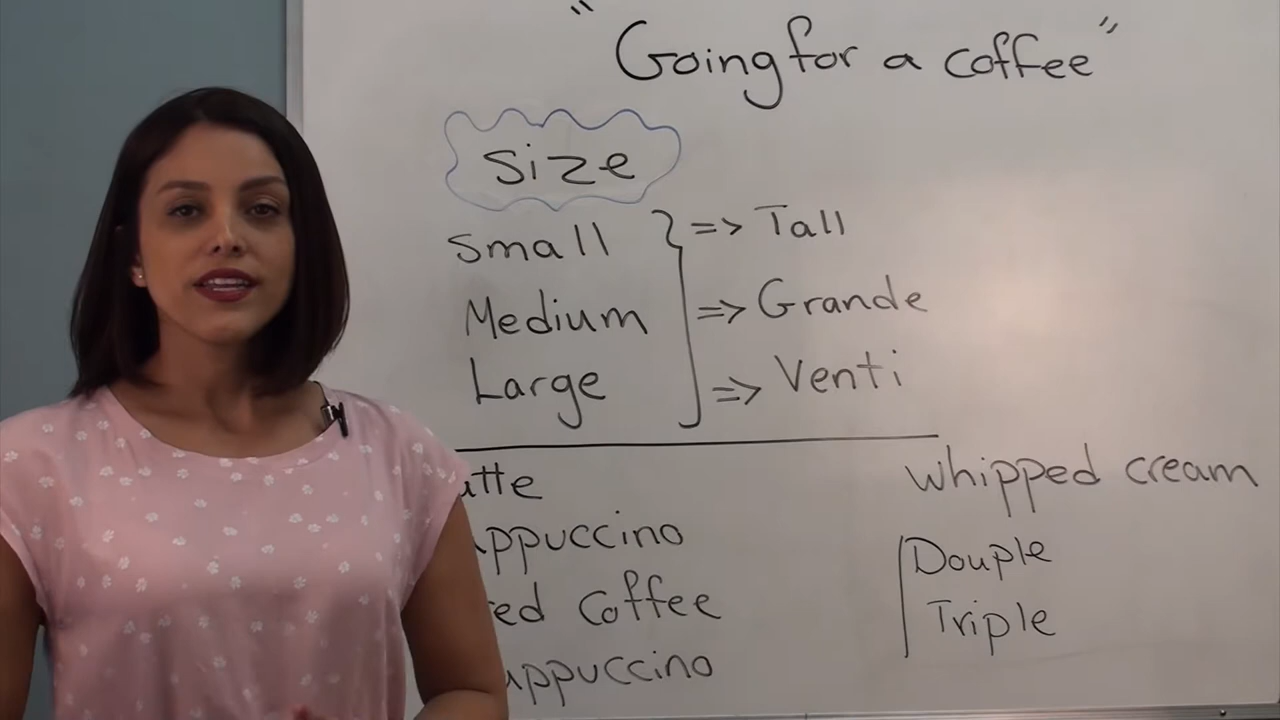 "Going for a coffee"
Size
Small => Tall
Medium => Grande
Large => Venti
whipped cream
Douple
Coffee
Triple